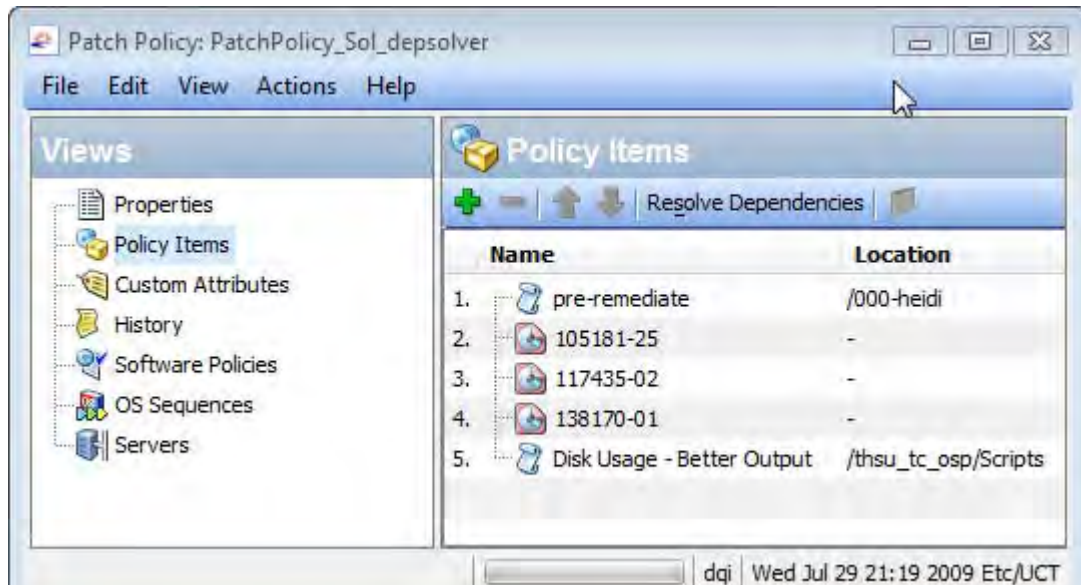 Patch Policy: PatchPolicy_Sol_depsolver
File Edit View Actions Help
Views
Properties
Policy Items
Custom Attributes
History
Software Policies
OS Sequences
Servers
Policy Items
Resolve Dependencies
Name Location
1. pre-remediate /000-heidi
2. 105181-25 -
3. 117435-02 -
4. 138170-01 -
5. Disk Usage - Better Output /thsu_tc_osp/Scripts
dqi Wed Jul 29 21:19 2009 Etc/UCT